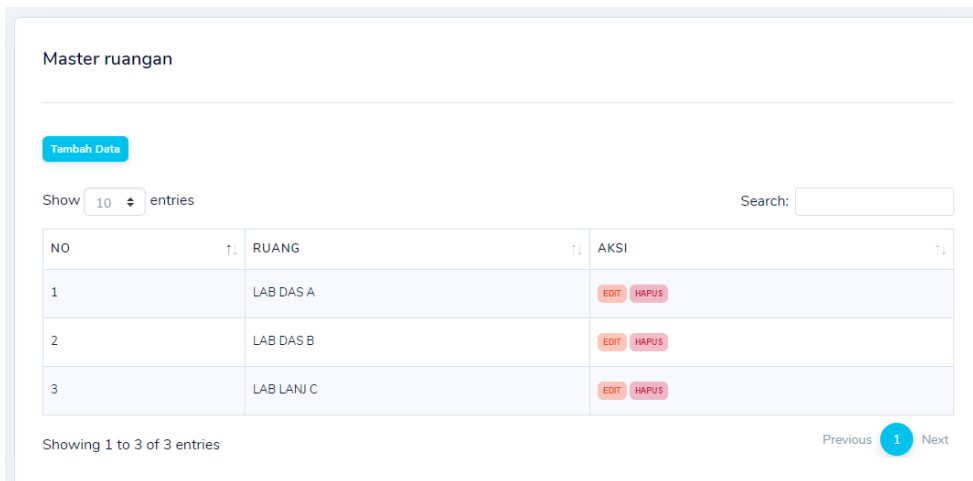 Master ruangan
Tambah Data
Show 10 entries Search:
NO RUANG AKSI
1 LAB DAS A EDIT HAPUS
2 LAB DAS B EDIT HAPUS
3 LAB LANJ C EDIT HAPUS
Showing 1 to 3 of 3 entries Previous 1 Next